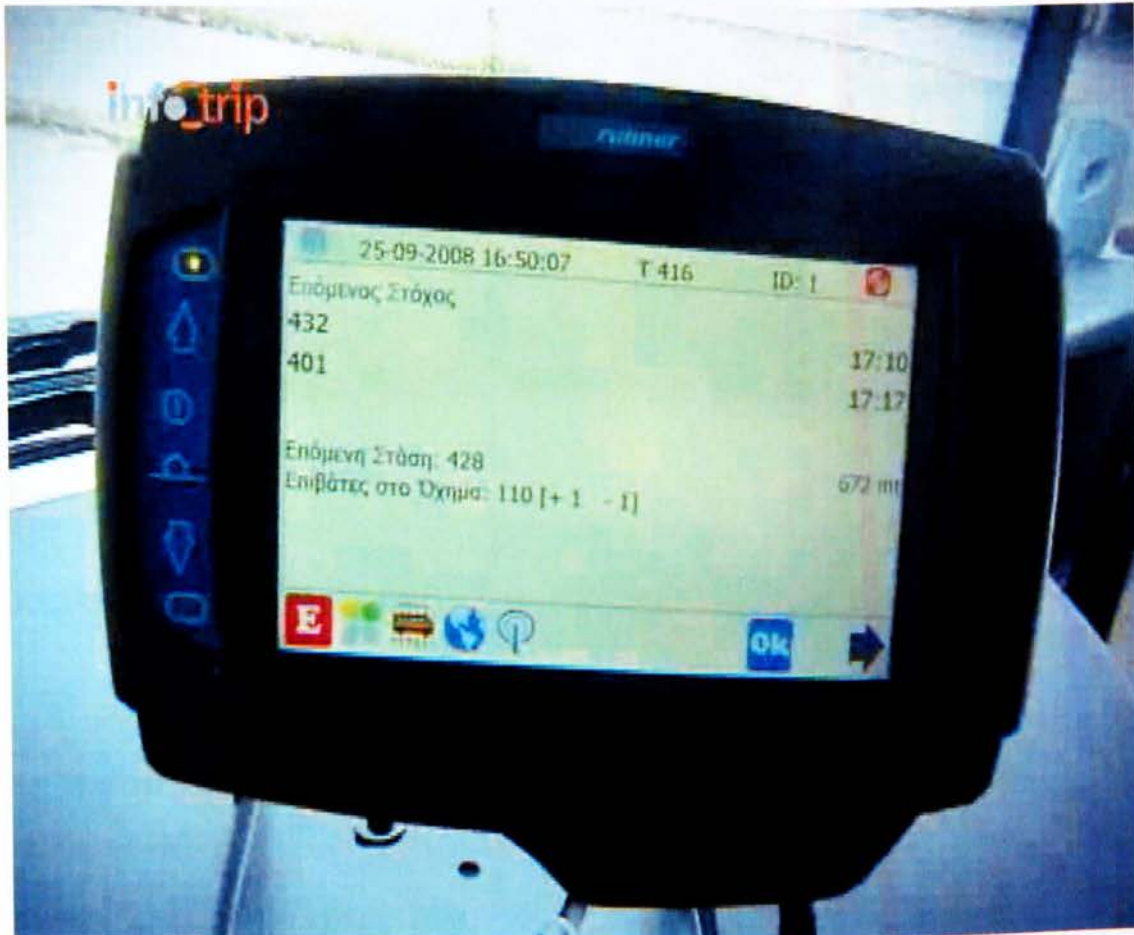 info_trip
25-09-2008 16:50:07 T 416 ID: 1
Επόμενος Στόχος
432 17:10
401 17:17
Επόμενη Στάση: 428 672 mt
Επιβάτες στο Όχημα: 110 [+ 1 - 1]
E Ok